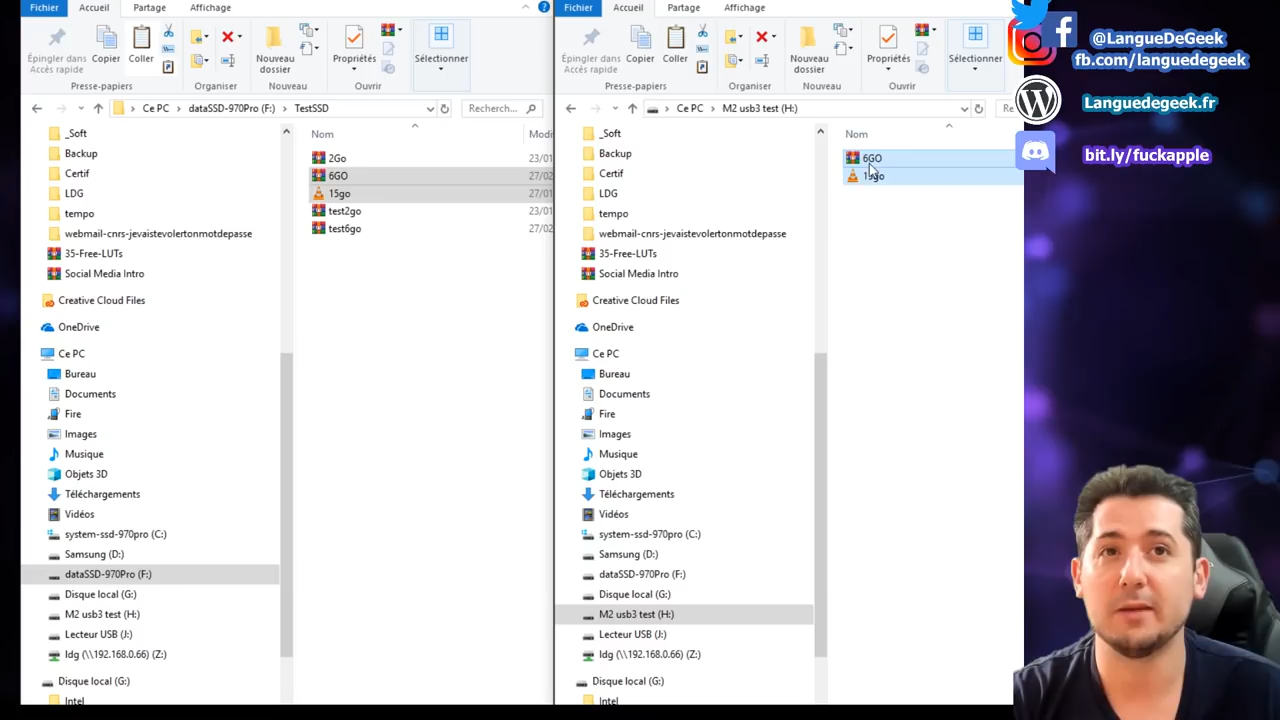 Fichier Accueil Partage Affichage
Épingler dans
Accès rapide
Copier
Coller
Nouveau
dossier
Propriétés
Sélectionner
Presse-papiers
Organiser
Nouveau
Ouvrir
Ce PC dataSSD-970Pro (F:) TestSSD
Recherch...
_Soft
Backup
Certif
LDG
tempo
webmail-cnrs-jevaistevolertonmotdepasse
35-Free-LUTs
Social Media Intro
Creative Cloud Files
OneDrive
Ce PC
Bureau
Documents
Fire
Images
Musique
Objets 3D
Téléchargements
Vidéos
system-ssd-970pro (C:)
Samsung (D:)
dataSSD-970Pro (F:)
Disque local (G:)
M2 usb3 test (H:)
Lecteur USB (J:)
ldg (\\192.168.0.66) (Z:)
Disque local (G:)
Intel
Nom Modi
2Go 23/01
6GO 27/02
15go 27/01
test2go 23/01
test6go 27/02
Fichier Accueil Partage Affichage
Épingler dans
Accès rapide
Copier
Coller
Nouveau
dossier
Propriétés
Sélectionner
Presse-papiers
Organiser
Nouveau
Ouvrir
Ce PC M2 usb3 test (H:)
Re
_Soft
Backup
Certif
LDG
tempo
webmail-cnrs-jevaistevolertonmotdepasse
35-Free-LUTs
Social Media Intro
Creative Cloud Files
OneDrive
Ce PC
Bureau
Documents
Fire
Images
Musique
Objets 3D
Téléchargements
Vidéos
system-ssd-970pro (C:)
Samsung (D:)
dataSSD-970Pro (F:)
Disque local (G:)
M2 usb3 test (H:)
Lecteur USB (J:)
ldg (\\192.168.0.66) (Z:)
Disque local (G:)
Intel
Nom
6GO
15go
@LangueDeGeek
fb.com/languedegeek
Languedegeek.fr
bit.ly/fuckapple